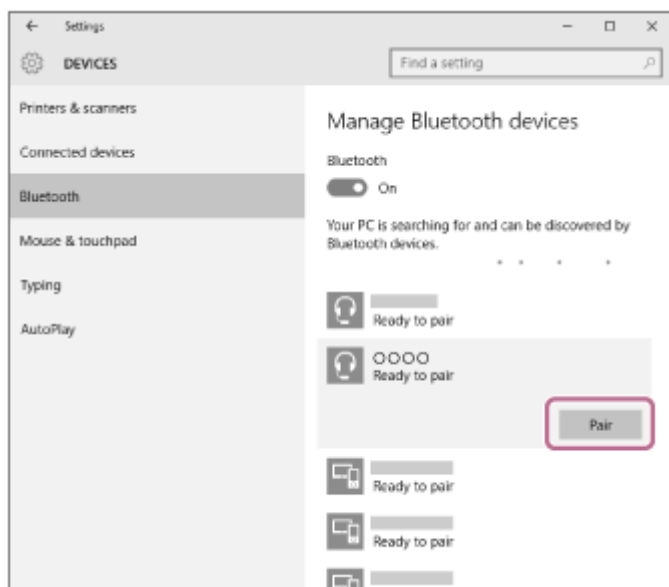 Settings
DEVICES
Find a setting
Printers & scanners
Connected devices
Bluetooth
Mouse & touchpad
Typing
AutoPlay
Manage Bluetooth devices
Bluetooth
On
Your PC is searching for and can be discovered by
Bluetooth devices.
Ready to pair
OOOO
Ready to pair
Pair
Ready to pair
Ready to pair